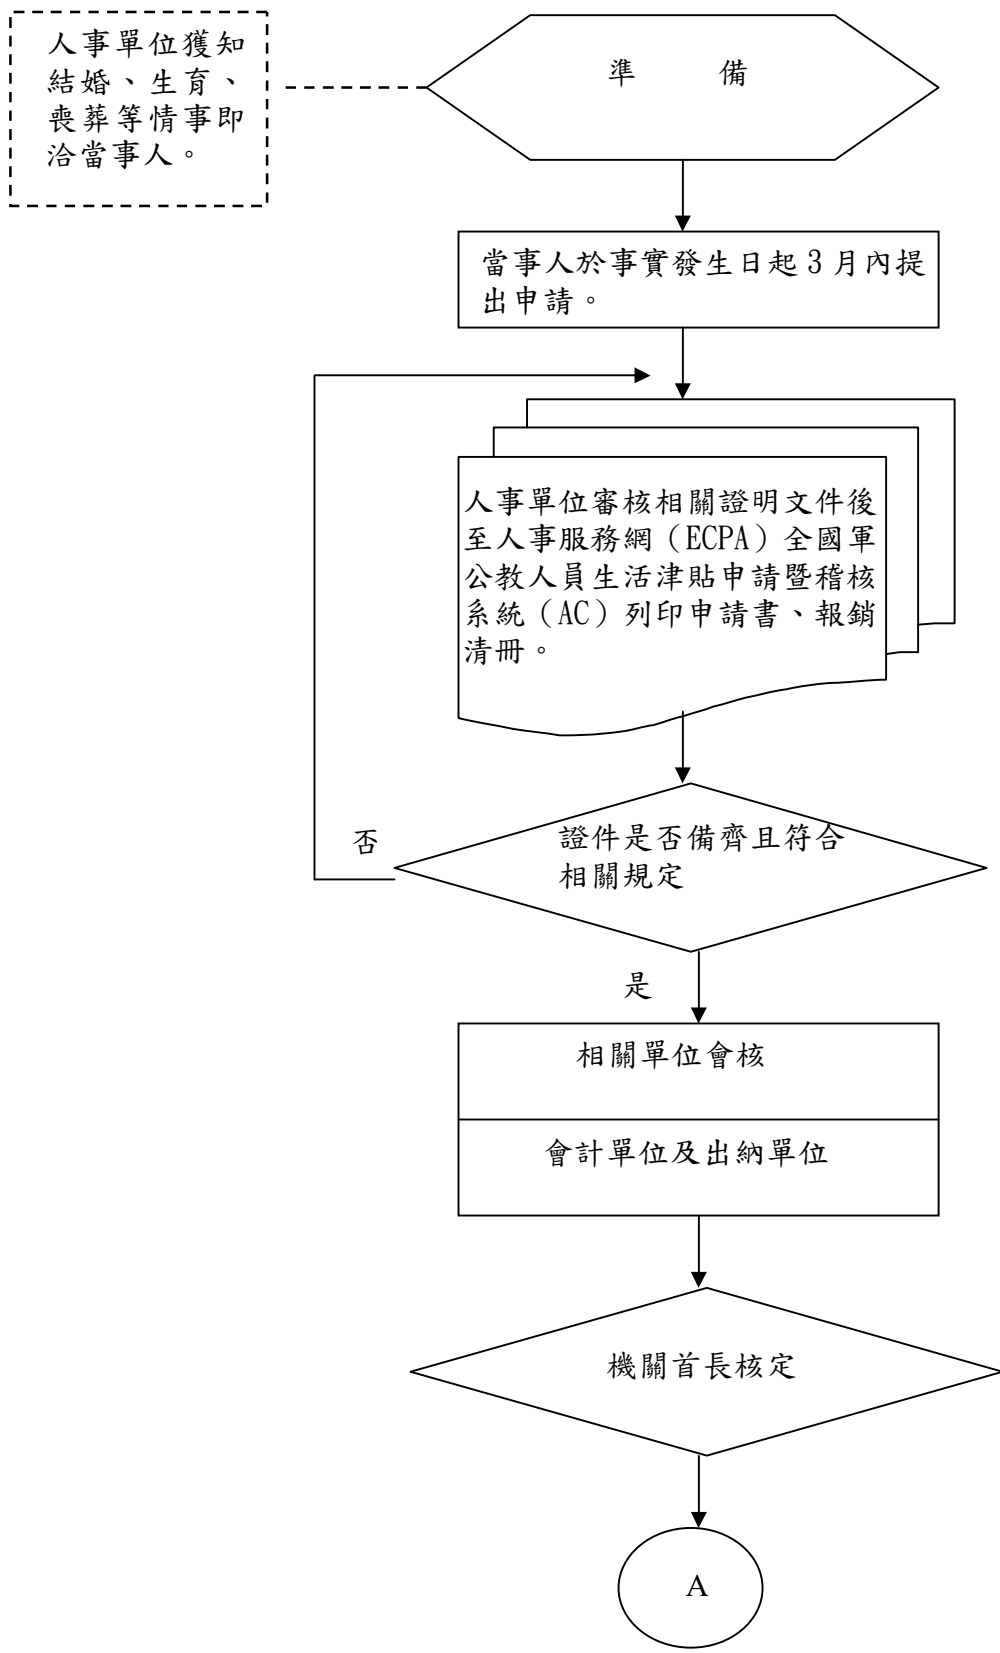 人事單位獲知
結婚、生育、
喪葬等情事即
洽當事人。
準 備
當事人於事實發生日起 3 月內提
出申請。
人事單位審核相關證明文件後
至人事服務網（ECPA）全國軍
公教人員生活津貼申請暨稽核
系統（AC）列印申請書、報銷
清冊。
證件是否備齊且符合
相關規定
否
是
相關單位會核
會計單位及出納單位
機關首長核定
A